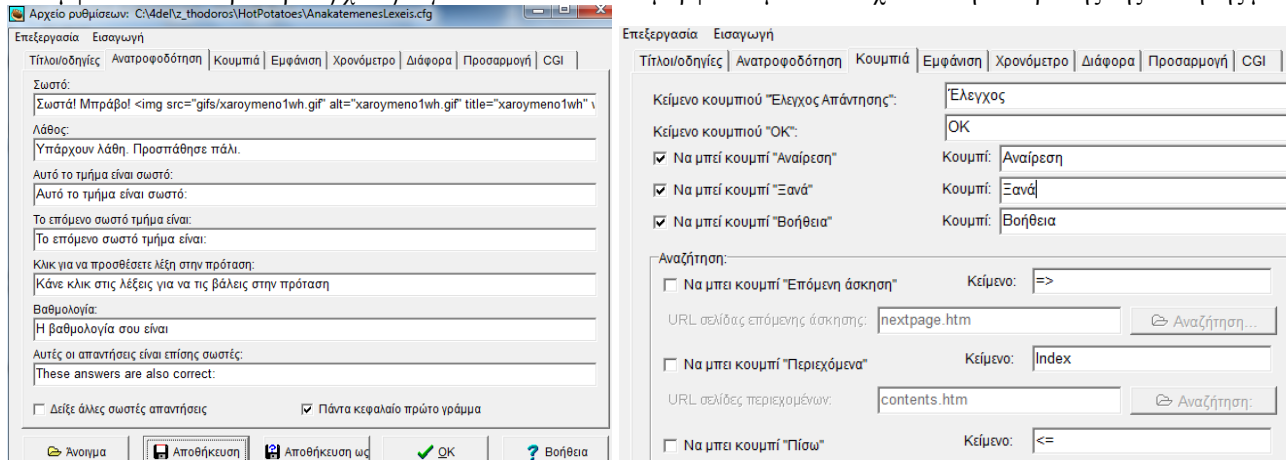 Αρχείο ρυθμίσεων: C:\4del\z_thodoros\HotPotatoes\AnakatemenesLexeis.cfg
Επεξεργασία Εισαγωγή
Τίτλοι/οδηγίες Ανατροφοδότηση Κουμπιά Εμφάνιση Χρονόμετρο Διάφορα Προσαρμογή CGI
Σωστό:
Σωστά! Μπράβο! <img src="gifs/xaroymeno1wh.gif" alt="xaroymeno1wh.gif" title="xaroymeno1wh"
Λάθος:
Υπάρχουν λάθη. Προσπάθησε πάλι.
Αυτό το τμήμα είναι σωστό:
Αυτό το τμήμα είναι σωστό:
Το επόμενο σωστό τμήμα είναι:
Το επόμενο σωστό τμήμα είναι:
Κλικ για να προσθέσετε λέξη στην πρόταση:
Κάνε κλικ στις λέξεις για να τις βάλεις στην πρόταση
Βαθμολογία:
Η βαθμολογία σου είναι
Αυτές οι απαντήσεις είναι επίσης σωστές:
These answers are also correct:
Δείξε άλλες σωστές απαντήσεις Πάντα κεφαλαίο πρώτο γράμμα
Άνοιγμα Αποθήκευση Αποθήκευση ως OK Βοήθεια
Επεξεργασία Εισαγωγή
Τίτλοι/οδηγίες Ανατροφοδότηση Κουμπιά Εμφάνιση Χρονόμετρο Διάφορα Προσαρμογή CGI
Κείμενο κουμπιού "Έλεγχος Απάντησης": Έλεγχος
Κείμενο κουμπιού "OK": OK
Να μπεί κουμπί "Αναίρεση" Κουμπί: Αναίρεση
Να μπεί κουμπί "Ξανά" Κουμπί: Ξανά
Να μπεί κουμπί "Βοήθεια" Κουμπί: Βοήθεια
Αναζήτηση:
Να μπει κουμπί "Επόμενη άσκηση" Κείμενο: =>
URL σελίδας επόμενης άσκησης: nextpage.htm Αναζήτηση...
Να μπει κουμπί "Περιεχόμενα" Κείμενο: Index
URL σελίδες περιεχομένων: contents.htm Αναζήτηση:
Να μπει κουμπί "Πίσω" Κείμενο: <=